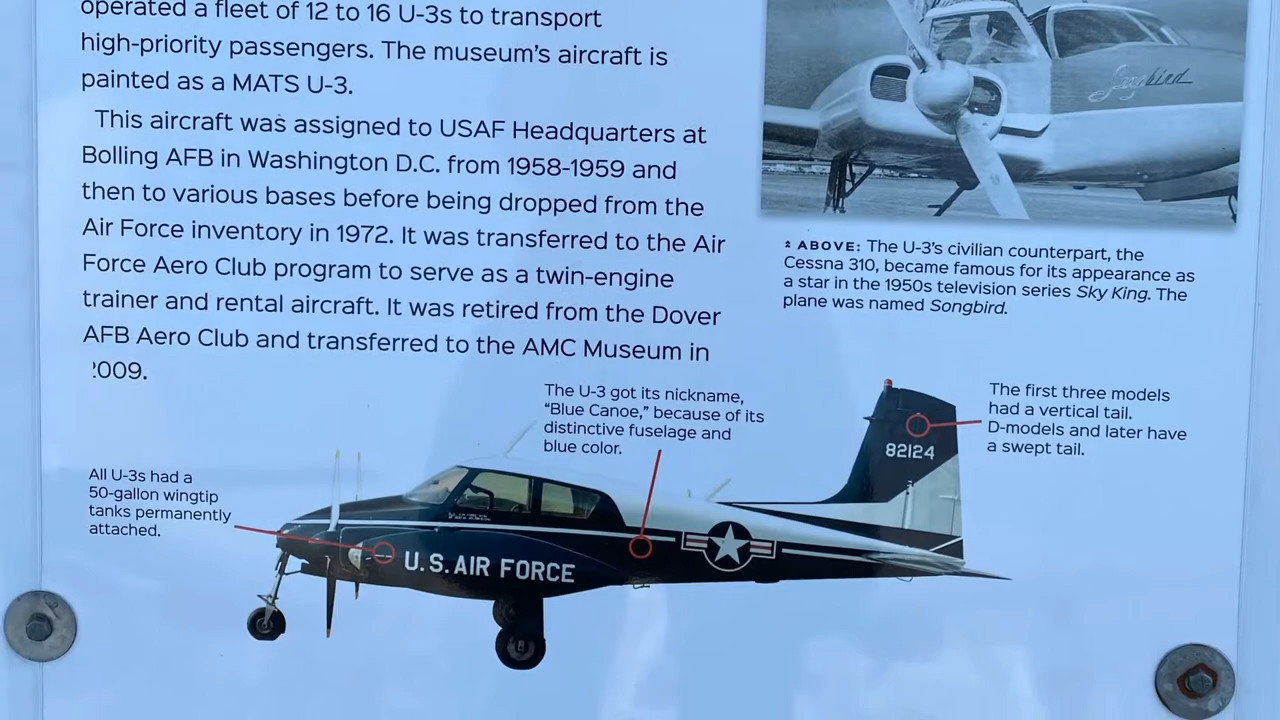 operated a fleet of 12 to 16 U-3s to transport
high-priority passengers. The museum's aircraft is
painted as a MATS U-3.
This aircraft was assigned to USAF Headquarters at
Bolling AFB in Washington D.C. from 1958-1959 and
then to various bases before being dropped from the
Air Force inventory in 1972. It was transferred to the Air
Force Aero Club program to serve as a twin-engine
trainer and rental aircraft. It was retired from the Dover
AFB Aero Club and transferred to the AMC Museum in
2009.
Songbird
ABOVE: The U-3's civilian counterpart, the
Cessna 310, became famous for its appearance as
a star in the 1950s television series Sky King. The
plane was named Songbird.
The U-3 got its nickname,
"Blue Canoe," because of its
distinctive fuselage and
blue color.
The first three models
had a vertical tail.
D-models and later have
a swept tail.
All U-3s had a
50-gallon wingtip
tanks permanently
attached.
82124
U.S. AIR FORCE